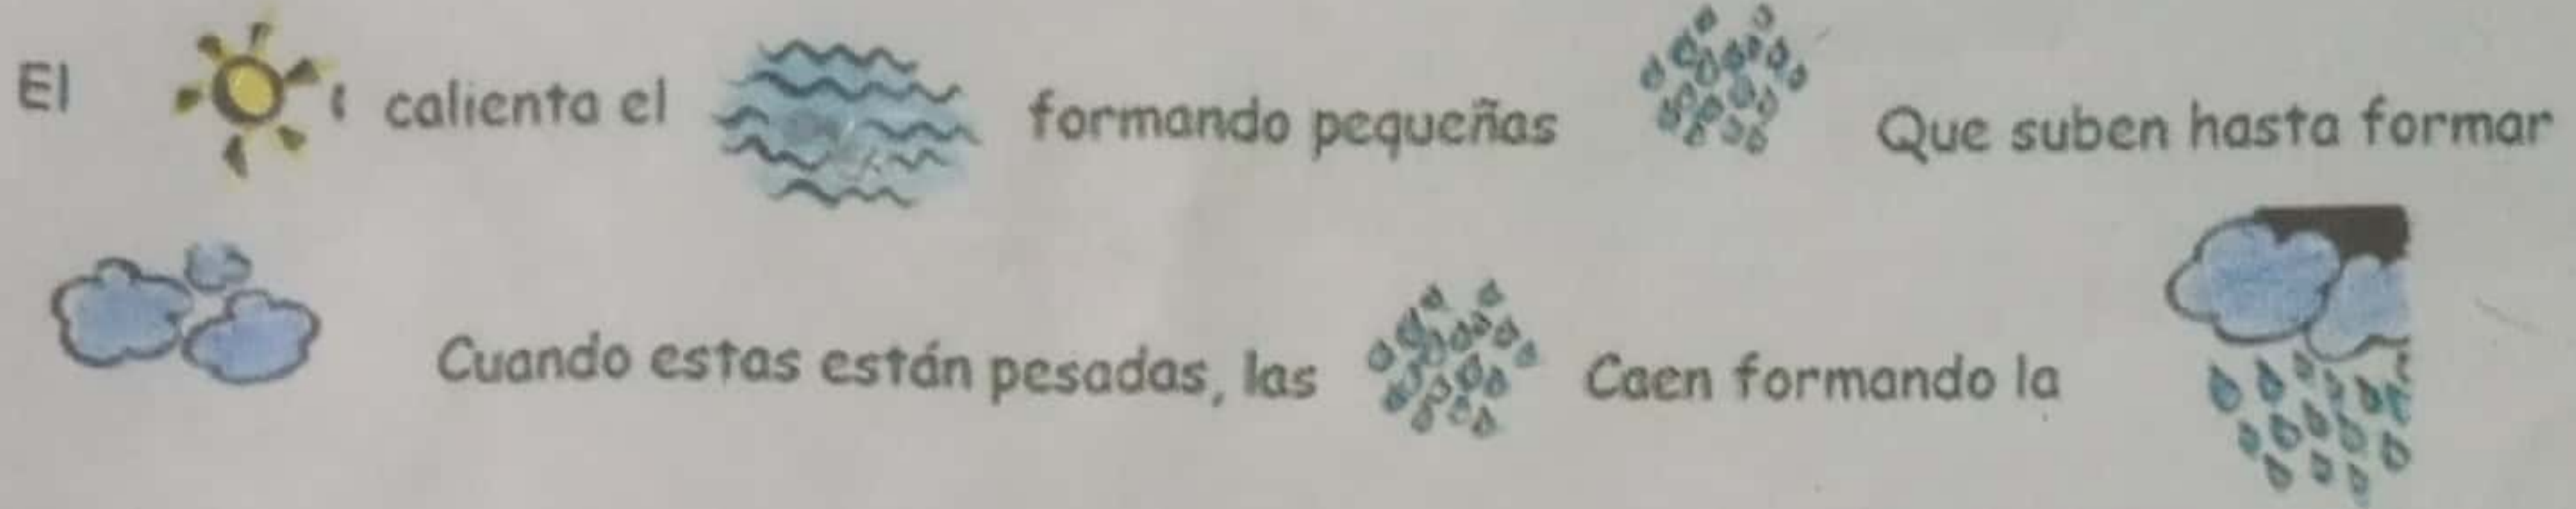 El calienta el formando pequeñas Que suben hasta formar
Cuando estas están pesadas, las Caen formando la